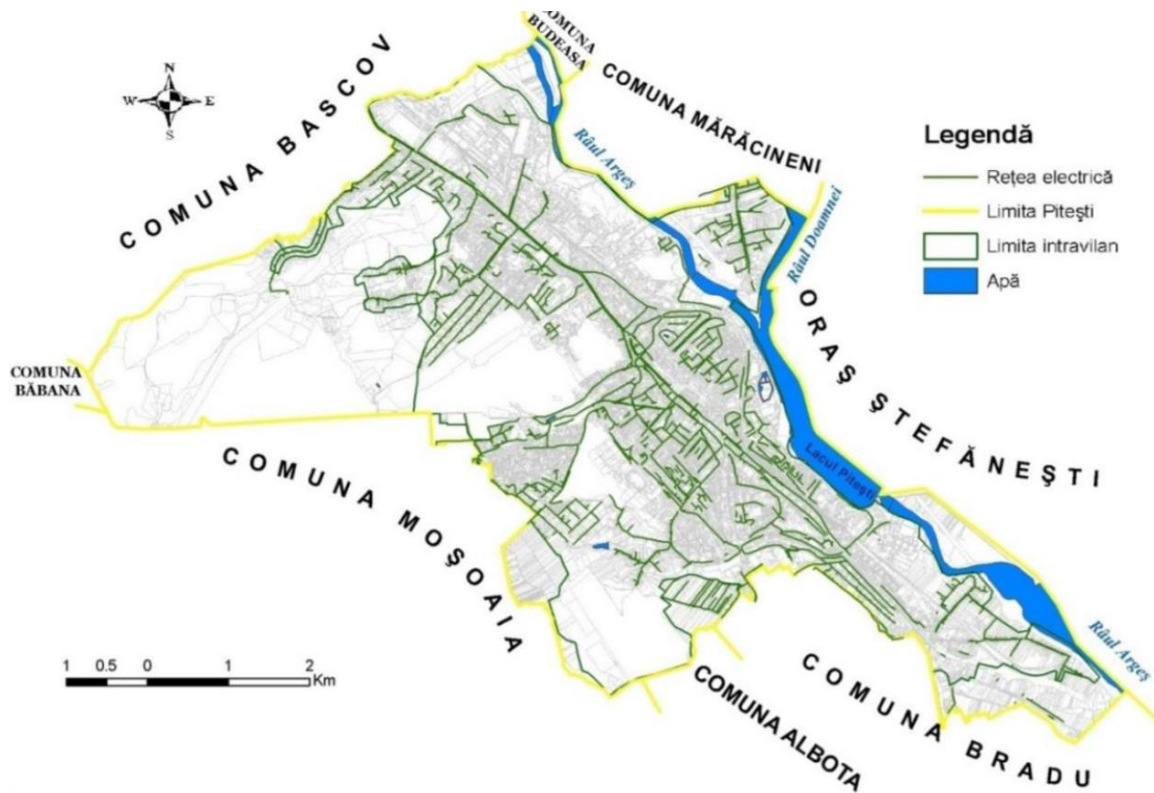 COMUNA
BUDEASA
COMUNA BASCOV
COMUNA MĂRĂCINENI
N
W E
S
Râul Argeş
Râul Doamnei
Legendă
Reţea electrică
Limita Piteşti
Limita intravilan
Apă
ORAŞ ŞTEFĂNEŞTI
COMUNA
BĂBANA
Lacul Piteşti
COMUNA MOŞOAIA
Râul Argeş
1 0.5 0 1 2
Km
COMUNA ALBOTA
COMUNA BRADU